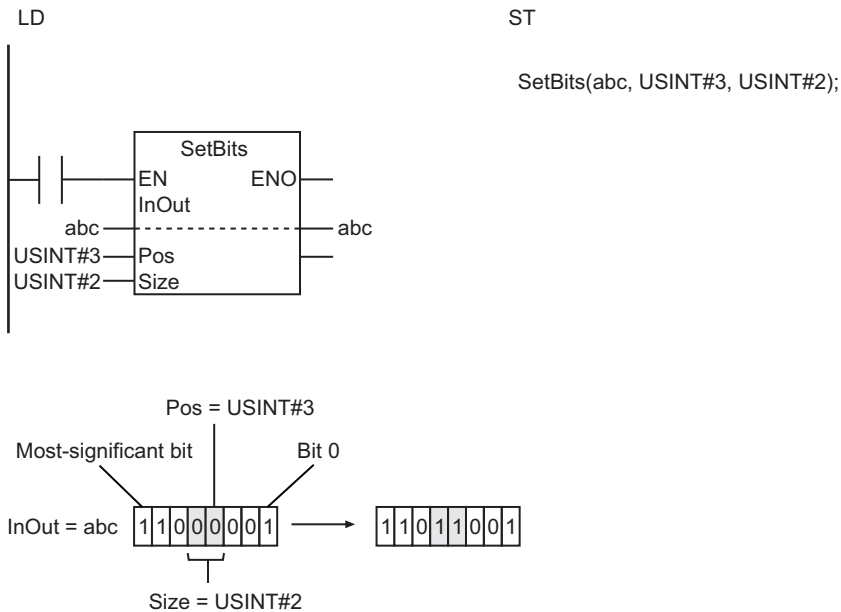 LD
ST
SetBits(abc, USINT#3, USINT#2);
SetBits
EN ENO
InOut
abc abc
USINT#3 Pos
USINT#2 Size
Pos = USINT#3
Most-significant bit Bit 0
InOut = abc 1 1 0 0 0 0 0 1 1 1 0 1 1 0 0 1
Size = USINT#2